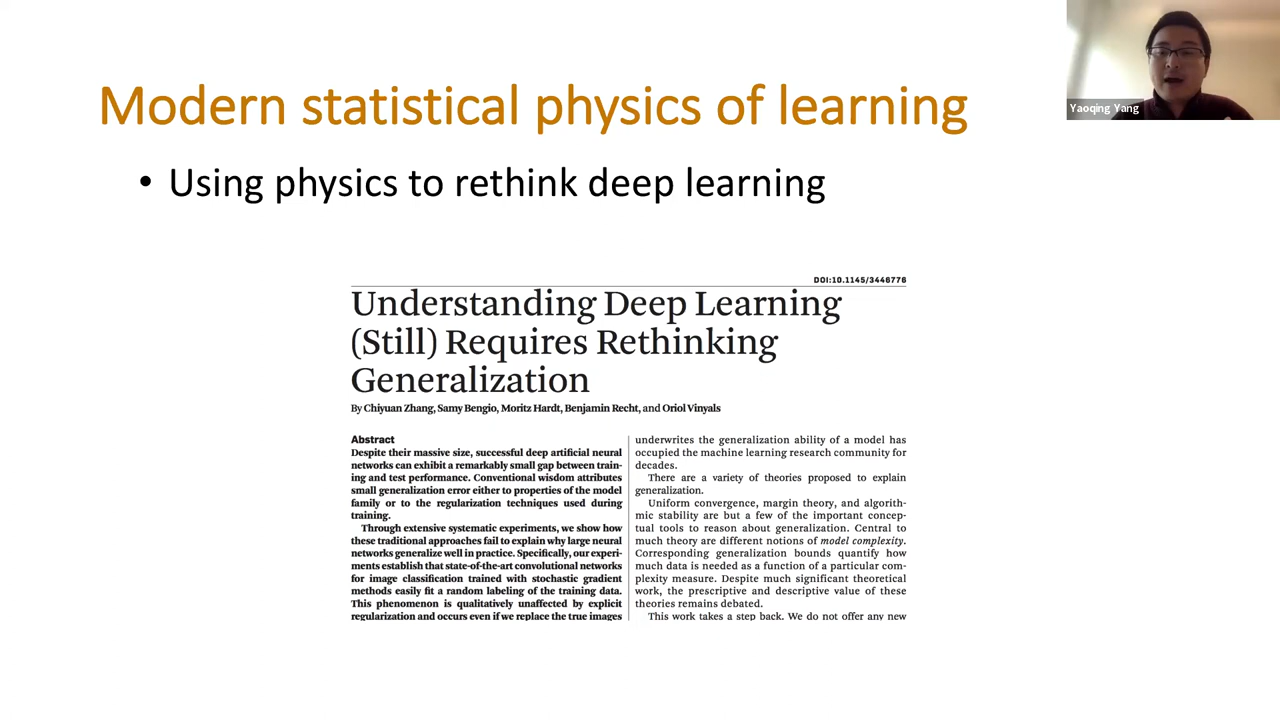 Modern statistical physics of learning
• Using physics to rethink deep learning
Yaoqing Yang
DOI:10.1145/3446776
Understanding Deep Learning
(Still) Requires Rethinking
Generalization
By Chiyuan Zhang, Samy Bengio, Moritz Hardt, Benjamin Recht, and Oriol Vinyals
Abstract
Despite their massive size, successful deep artificial neural
networks can exhibit a remarkably small gap between train-
ing and test performance. Conventional wisdom attributes
small generalization error either to properties of the model
family or to the regularization techniques used during
training.
Through extensive systematic experiments, we show how
these traditional approaches fail to explain why large neural
networks generalize well in practice. Specifically, our experi-
ments establish that state-of-the-art convolutional networks
for image classification trained with stochastic gradient
methods easily fit a random labeling of the training data.
This phenomenon is qualitatively unaffected by explicit
regularization and occurs even if we replace the true images
underwrites the generalization ability of a model has
occupied the machine learning research community for
decades.
There are a variety of theories proposed to explain
generalization.
Uniform convergence, margin theory, and algorith-
mic stability are but a few of the important concep-
tual tools to reason about generalization. Central to
much theory are different notions of model complexity.
Corresponding generalization bounds quantify how
much data is needed as a function of a particular com-
plexity measure. Despite much significant theoretical
work, the prescriptive and descriptive value of these
theories remains debated.
This work takes a step back. We do not offer any new